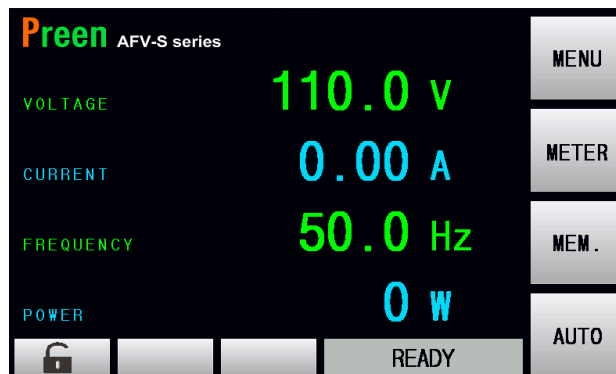 Preen AFV-S series
MENU
VOLTAGE 110.0 V
CURRENT 0.00 A
METER
FREQUENCY 50.0 Hz
MEM.
POWER 0 W
AUTO
READY